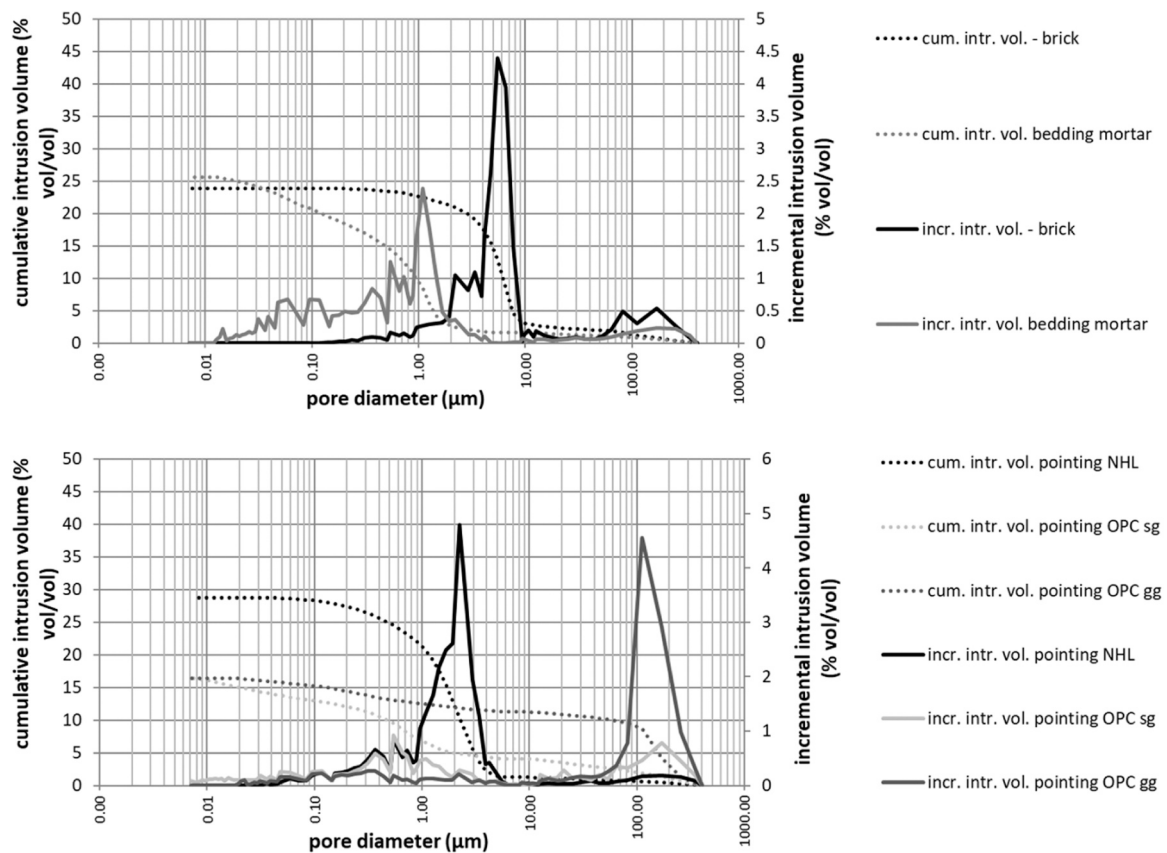 50
45
40
35
30
25
20
15
10
5
0
cumulative intrusion volume (%
vol/vol)
5
4.5
4
3.5
3
2.5
2
1.5
1
0.5
0
incremental intrusion volume
(% vol/vol)
0.00
0.01
0.10
1.00
10.00
100.00
1000.00
pore diameter (µm)
cum. intr. vol. - brick
cum. intr. vol. bedding mortar
incr. intr. vol. - brick
incr. intr. vol. bedding mortar
50
45
40
35
30
25
20
15
10
5
0
cumulative intrusion volume (%
vol/vol)
6
5
4
3
2
1
0
incremental intrusion volume
(% vol/vol)
0.00
0.01
0.10
1.00
10.00
100.00
1000.00
pore diameter (µm)
cum. intr. vol. pointing NHL
cum. intr. vol. pointing OPC sg
cum. intr. vol. pointing OPC gg
incr. intr. vol. pointing NHL
incr. intr. vol. pointing OPC sg
incr. intr. vol. pointing OPC gg